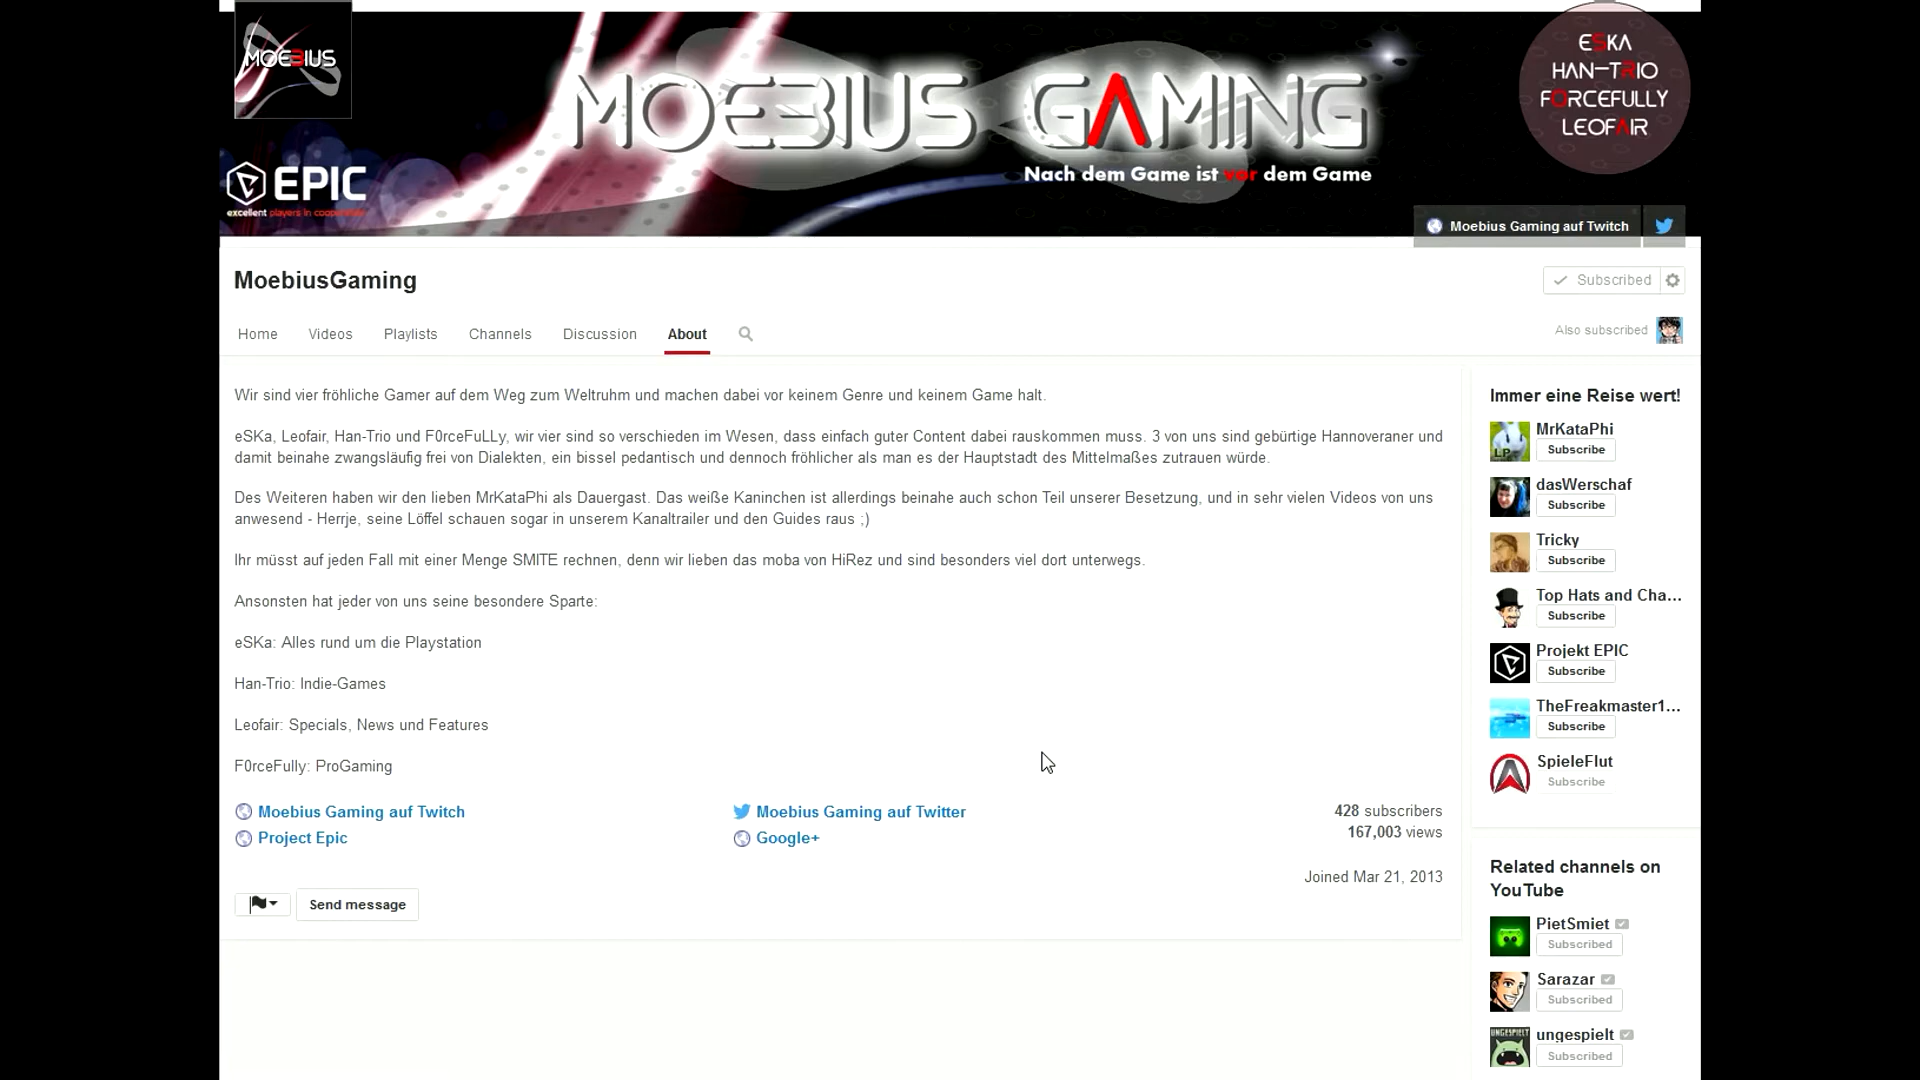 MOEBIUS
MOEBIUS GAMING
Nach dem Game ist vor dem Game
ESKA
HAN-TRIO
FORCEFULLY
LEOFAIR
EPIC
excellent players in cooperation
Moebius Gaming auf Twitch
MoebiusGaming
Subscribed
Home Videos Playlists Channels Discussion About
Also subscribed
Wir sind vier fröhliche Gamer auf dem Weg zum Weltruhm und machen dabei vor keinem Genre und keinem Game halt.
eSKa, Leofair, Han-Trio und F0rceFuLLy, wir vier sind so verschieden im Wesen, dass einfach guter Content dabei rauskommen muss. 3 von uns sind gebürtige Hannoveraner und
damit beinahe zwangsläufig frei von Dialekten, ein bissel pedantisch und dennoch fröhlicher als man es der Hauptstadt des Mittelmaßes zutrauen würde.
Des Weiteren haben wir den lieben MrKataPhi als Dauergast. Das weiße Kaninchen ist allerdings beinahe auch schon Teil unserer Besetzung, und in sehr vielen Videos von uns
anwesend - Herrje, seine Löffel schauen sogar in unserem Kanaltrailer und den Guides raus ;)
Ihr müsst auf jeden Fall mit einer Menge SMITE rechnen, denn wir lieben das moba von HiRez und sind besonders viel dort unterwegs.
Ansonsten hat jeder von uns seine besondere Sparte:
eSKa: Alles rund um die Playstation
Han-Trio: Indie-Games
Leofair: Specials, News und Features
F0rceFully: ProGaming
Moebius Gaming auf Twitch
Moebius Gaming auf Twitter
Project Epic
Google+
428 subscribers
167,003 views
Joined Mar 21, 2013
Send message
Immer eine Reise wert!
MrKataPhi
Subscribe
LP
dasWerschaf
Subscribe
Tricky
Subscribe
Top Hats and Cha...
Subscribe
Projekt EPIC
Subscribe
TheFreakmaster1...
Subscribe
SpieleFlut
Subscribe
Related channels on
YouTube
PietSmiet
Subscribed
Sarazar
Subscribed
ungespielt
Subscribed
UNGESPIELT